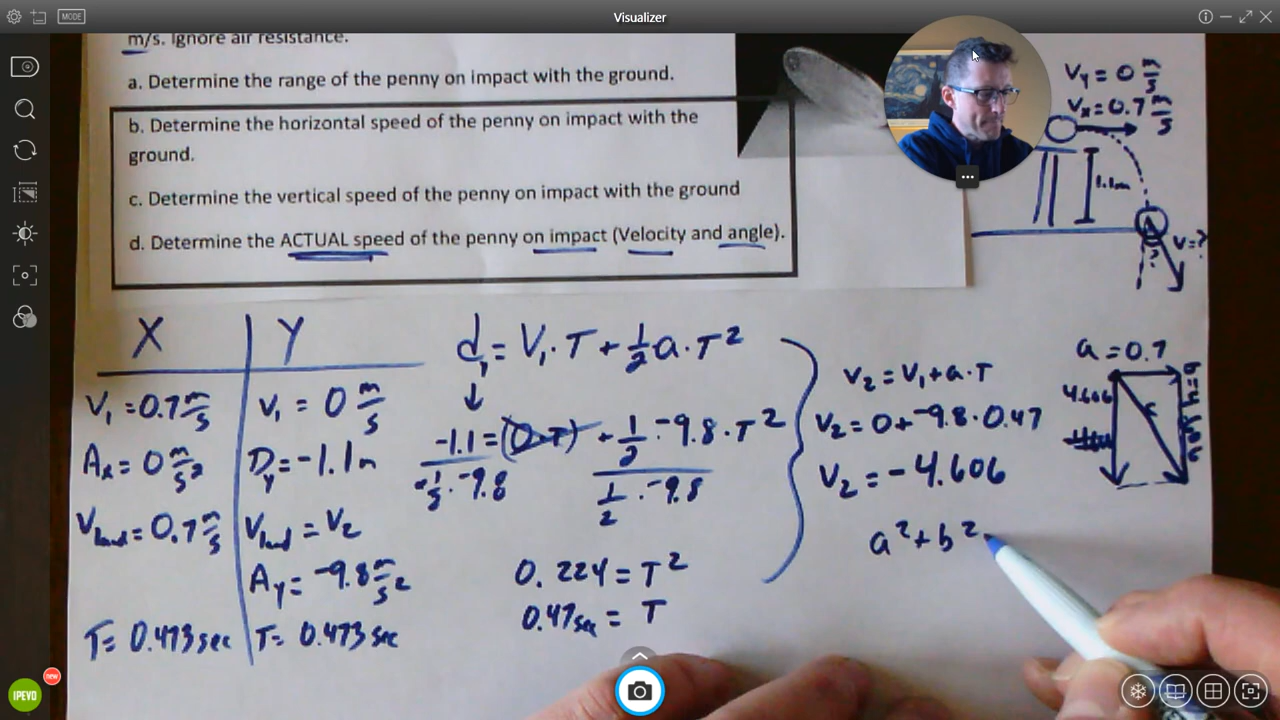 MODE
Visualizer
m/s. Ignore air resistance.
a. Determine the range of the penny on impact with the ground.
b. Determine the horizontal speed of the penny on impact with the
ground.
c. Determine the vertical speed of the penny on impact with the ground
d. Determine the ACTUAL speed of the penny on impact (Velocity and angle).
Vy = 0 m/s
Vx = 0.7 m/s
1.1m
V=?
X
V₁ = 0.7 m/s
Ax = 0 m/s²
Vland = 0.7 m/s
T = 0.473 sec
Y
V₁ = 0 m/s
Dy = -1.1m
Vland = V₂
Ay = -9.8 m/s²
T = 0.473 sec
d₁ = V₁·T + ½a·T²
-1.1 = (0·T) + ½·-9.8·T²
½·-9.8
½·-9.8
0.224 = T²
0.47sec = T
V₂ = V₁ + a·T
V₂ = 0 + -9.8·0.47
V₂ = -4.606
a² + b²
a = 0.7
4.606
c
IPEVO
new